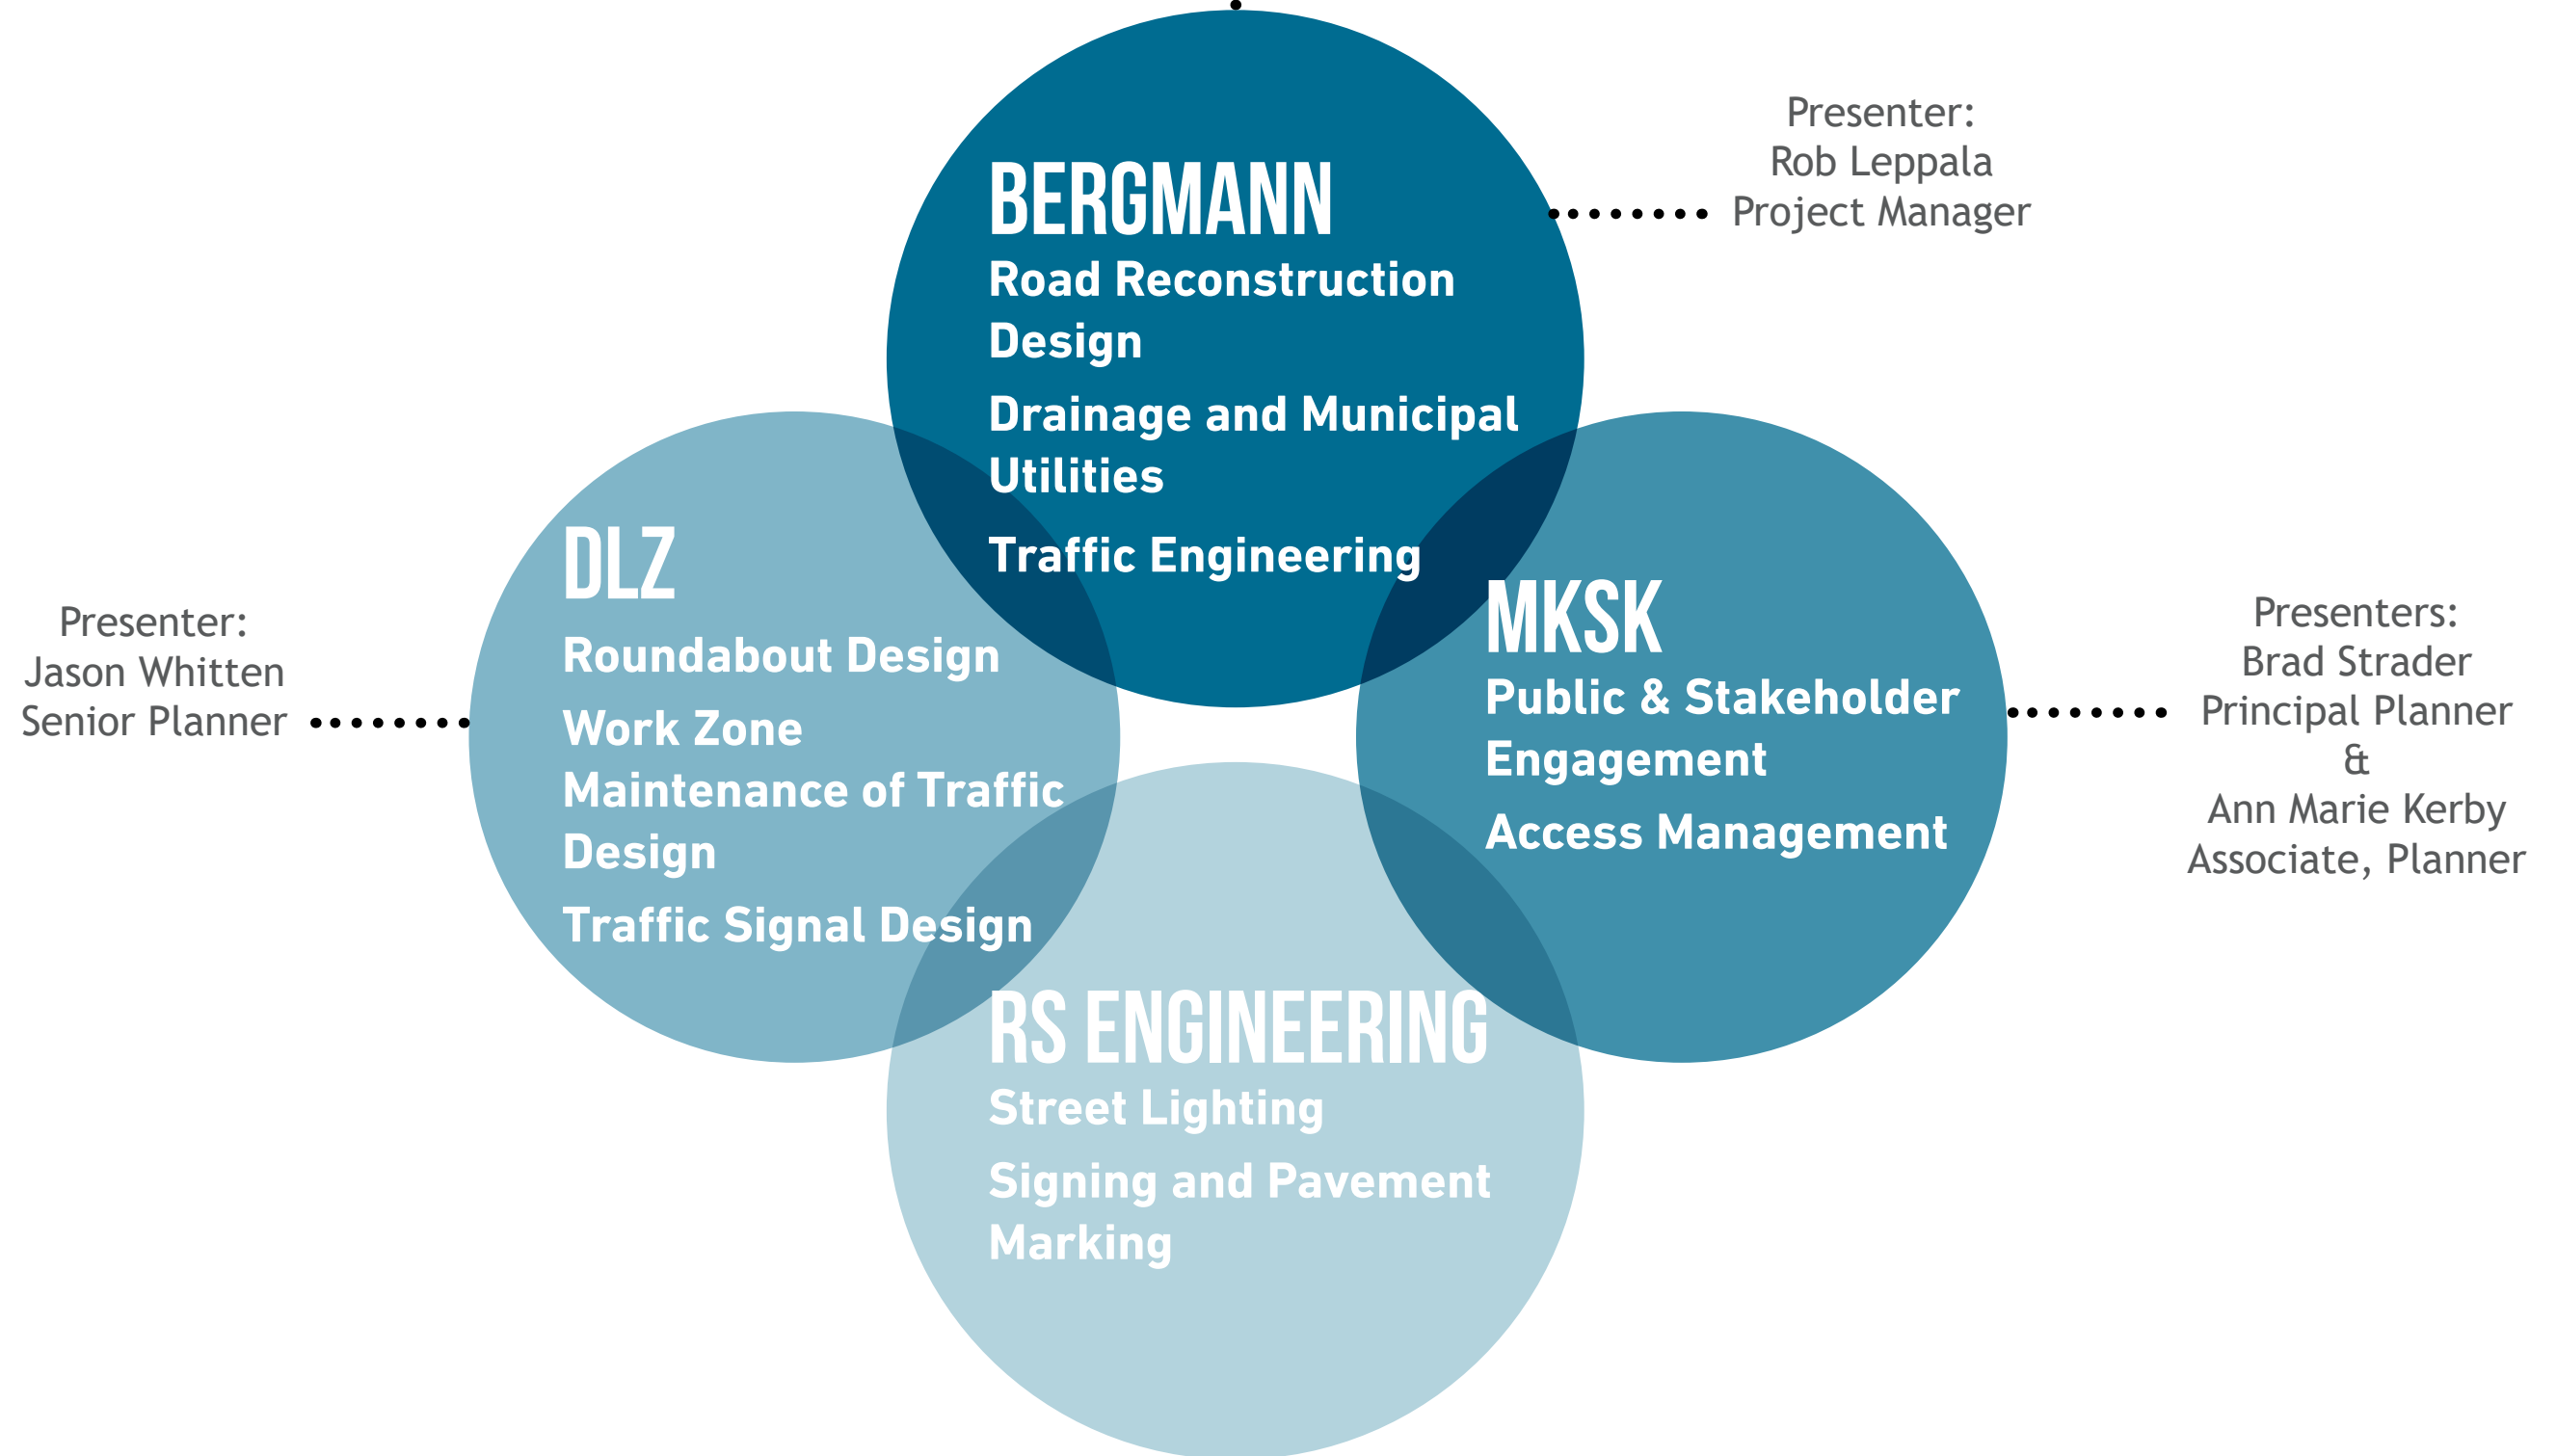 Presenter:
Rob Leppala
Project Manager
BERGMANN
Road Reconstruction
Design
Drainage and Municipal
Utilities
Traffic Engineering
Presenter:
Jason Whitten
Senior Planner
DLZ
Roundabout Design
Work Zone
Maintenance of Traffic
Design
Traffic Signal Design
MKSK
Public & Stakeholder
Engagement
Access Management
Presenters:
Brad Strader
Principal Planner
&
Ann Marie Kerby
Associate, Planner
RS ENGINEERING
Street Lighting
Signing and Pavement
Marking